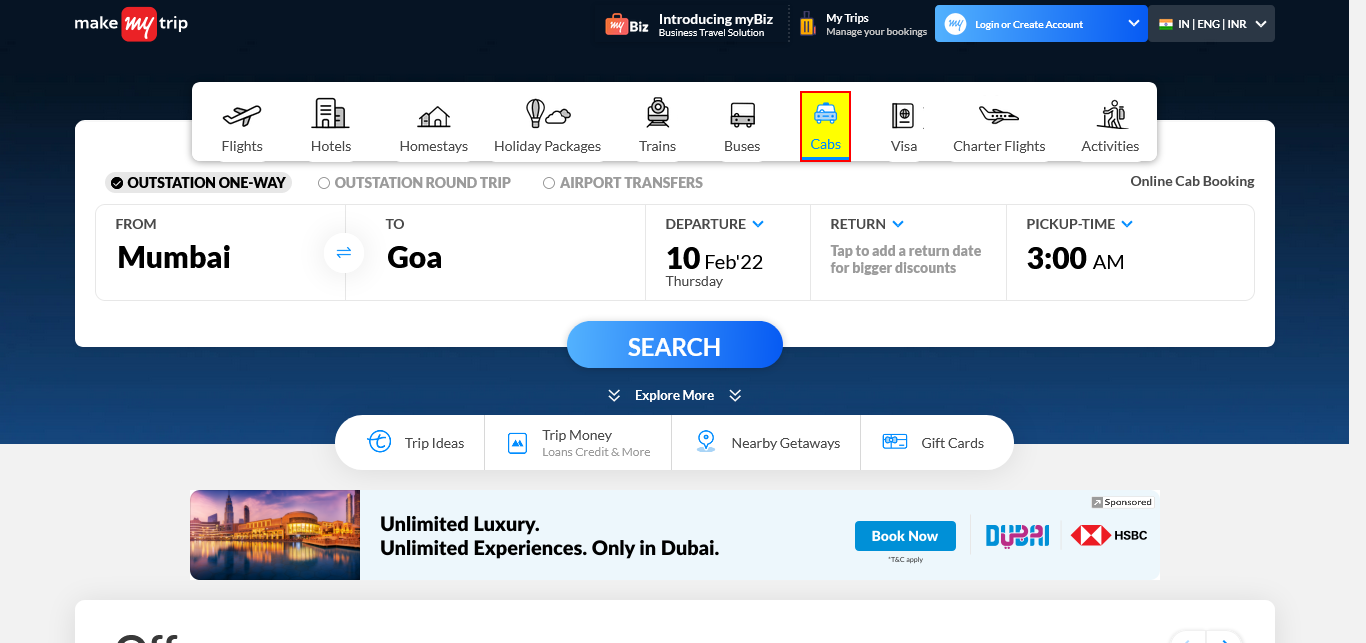 make my trip
my Biz
Introducing myBiz
Business Travel Solution
My Trips
Manage your bookings
my
Login or Create Account
IN | ENG | INR
Flights
Hotels
Homestays
Holiday Packages
Trains
Buses
Cabs
Visa
Charter Flights
Activities
OUTSTATION ONE-WAY
OUTSTATION ROUND TRIP
AIRPORT TRANSFERS
Online Cab Booking
FROM
Mumbai
TO
Goa
DEPARTURE
10 Feb'22
Thursday
RETURN
Tap to add a return date
for bigger discounts
PICKUP-TIME
3:00 AM
SEARCH
Explore More
Trip Ideas
Trip Money
Loans Credit & More
Nearby Getaways
Gift Cards
Sponsored
Unlimited Luxury.
Unlimited Experiences. Only in Dubai.
Book Now
*T&C apply
DUBAI
HSBC